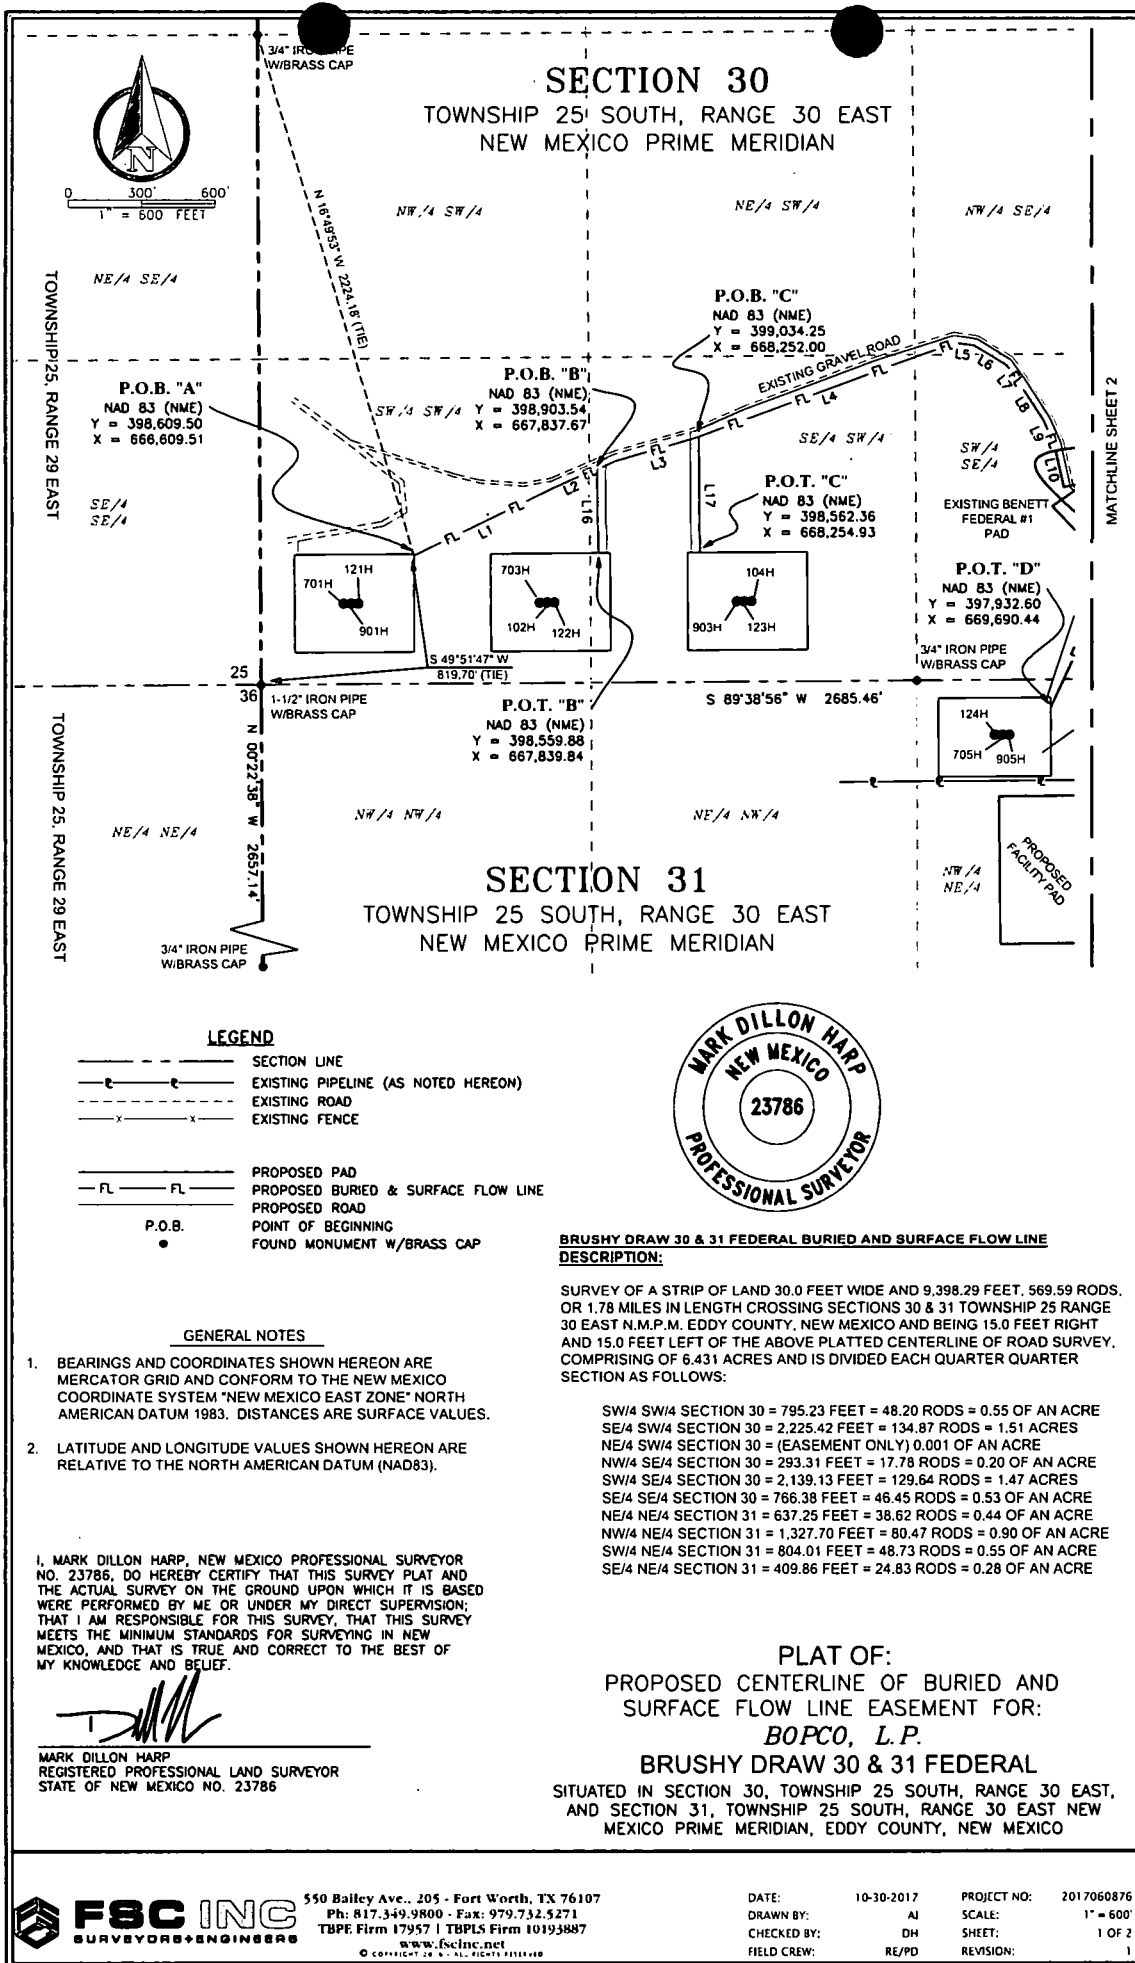 3/4" IRON PIPE
W/BRASS CAP
SECTION 30
TOWNSHIP 25 SOUTH, RANGE 30 EAST
NEW MEXICO PRIME MERIDIAN
N
0 300' 600'
1" = 600 FEET
N 16°49'53" W 2224.18' (TIE)
NW/4 SW/4
NE/4 SW/4
NW/4 SE/4
NE/4 SE/4
TOWNSHIP 25, RANGE 29 EAST
P.O.B. "C"
NAD 83 (NME)
Y = 399,034.25
X = 668,252.00
EXISTING GRAVEL ROAD
P.O.B. "A"
NAD 83 (NME)
Y = 398,609.50
X = 666,609.51
SW/4 SW/4
P.O.B. "B"
NAD 83 (NME)
Y = 398,903.54
X = 667,837.67
FL L1 FL L2 FL FL L3 FL FL L4 FL FL L5 L6 L7 FL L8 L9 FL L10
L16
L17
SE/4 SW/4
SW/4
SE/4
MATCHLINE SHEET 2
SE/4
SE/4
P.O.T. "C"
NAD 83 (NME)
Y = 398,562.36
X = 668,254.93
EXISTING BENETT
FEDERAL #1
PAD
P.O.T. "D"
NAD 83 (NME)
Y = 397,932.60
X = 669,690.44
3/4" IRON PIPE
W/BRASS CAP
701H
121H
901H
703H
102H
122H
104H
903H
123H
S 49°51'47" W
819.70' (TIE)
25
36
1-1/2" IRON PIPE
W/BRASS CAP
P.O.T. "B"
NAD 83 (NME)
Y = 398,559.88
X = 667,839.84
S 89°38'56" W 2685.46'
124H
705H
905H
TOWNSHIP 25, RANGE 29 EAST
N 00°22'38" W 2657.14'
NE/4 NE/4
NW/4 NW/4
NE/4 NW/4
NW/4
NE/4
PROPOSED
FACILITY PAD
SECTION 31
TOWNSHIP 25 SOUTH, RANGE 30 EAST
NEW MEXICO PRIME MERIDIAN
3/4" IRON PIPE
W/BRASS CAP
LEGEND
SECTION LINE
EXISTING PIPELINE (AS NOTED HEREON)
EXISTING ROAD
x x EXISTING FENCE
PROPOSED PAD
FL FL PROPOSED BURIED & SURFACE FLOW LINE
PROPOSED ROAD
P.O.B. POINT OF BEGINNING
FOUND MONUMENT W/BRASS CAP
MARK DILLON HARP
NEW MEXICO
23786
PROFESSIONAL SURVEYOR
BRUSHY DRAW 30 & 31 FEDERAL BURIED AND SURFACE FLOW LINE
DESCRIPTION:
SURVEY OF A STRIP OF LAND 30.0 FEET WIDE AND 9,398.29 FEET, 569.59 RODS,
OR 1.78 MILES IN LENGTH CROSSING SECTIONS 30 & 31 TOWNSHIP 25 RANGE
30 EAST N.M.P.M. EDDY COUNTY, NEW MEXICO AND BEING 15.0 FEET RIGHT
AND 15.0 FEET LEFT OF THE ABOVE PLATTED CENTERLINE OF ROAD SURVEY,
COMPRISING OF 6.431 ACRES AND IS DIVIDED EACH QUARTER QUARTER
SECTION AS FOLLOWS:
SW/4 SW/4 SECTION 30 = 795.23 FEET = 48.20 RODS = 0.55 OF AN ACRE
SE/4 SW/4 SECTION 30 = 2,225.42 FEET = 134.87 RODS = 1.51 ACRES
NE/4 SW/4 SECTION 30 = (EASEMENT ONLY) 0.001 OF AN ACRE
NW/4 SE/4 SECTION 30 = 293.31 FEET = 17.78 RODS = 0.20 OF AN ACRE
SW/4 SE/4 SECTION 30 = 2,139.13 FEET = 129.64 RODS = 1.47 ACRES
SE/4 SE/4 SECTION 30 = 766.38 FEET = 46.45 RODS = 0.53 OF AN ACRE
NE/4 NE/4 SECTION 31 = 637.25 FEET = 38.62 RODS = 0.44 OF AN ACRE
NW/4 NE/4 SECTION 31 = 1,327.70 FEET = 80.47 RODS = 0.90 OF AN ACRE
SW/4 NE/4 SECTION 31 = 804.01 FEET = 48.73 RODS = 0.55 OF AN ACRE
SE/4 NE/4 SECTION 31 = 409.86 FEET = 24.83 RODS = 0.28 OF AN ACRE
GENERAL NOTES
1. BEARINGS AND COORDINATES SHOWN HEREON ARE
MERCATOR GRID AND CONFORM TO THE NEW MEXICO
COORDINATE SYSTEM "NEW MEXICO EAST ZONE" NORTH
AMERICAN DATUM 1983. DISTANCES ARE SURFACE VALUES.
2. LATITUDE AND LONGITUDE VALUES SHOWN HEREON ARE
RELATIVE TO THE NORTH AMERICAN DATUM (NAD83).
I, MARK DILLON HARP, NEW MEXICO PROFESSIONAL SURVEYOR
NO. 23786, DO HEREBY CERTIFY THAT THIS SURVEY PLAT AND
THE ACTUAL SURVEY ON THE GROUND UPON WHICH IT IS BASED
WERE PERFORMED BY ME OR UNDER MY DIRECT SUPERVISION;
THAT I AM RESPONSIBLE FOR THIS SURVEY, THAT THIS SURVEY
MEETS THE MINIMUM STANDARDS FOR SURVEYING IN NEW
MEXICO, AND THAT IS TRUE AND CORRECT TO THE BEST OF
MY KNOWLEDGE AND BELIEF.
MARK DILLON HARP
REGISTERED PROFESSIONAL LAND SURVEYOR
STATE OF NEW MEXICO NO. 23786
PLAT OF:
PROPOSED CENTERLINE OF BURIED AND
SURFACE FLOW LINE EASEMENT FOR:
BOPCO, L.P.
BRUSHY DRAW 30 & 31 FEDERAL
SITUATED IN SECTION 30, TOWNSHIP 25 SOUTH, RANGE 30 EAST,
AND SECTION 31, TOWNSHIP 25 SOUTH, RANGE 30 EAST NEW
MEXICO PRIME MERIDIAN, EDDY COUNTY, NEW MEXICO
FSC INC
SURVEYORS+ENGINEERS
550 Bailey Ave., 205 - Fort Worth, TX 76107
Ph: 817.349.9800 - Fax: 979.732.5271
TBPE Firm 17957 | TBPLS Firm 10193887
www.fscinc.net
DATE: 10-30-2017 PROJECT NO: 2017060876
DRAWN BY: AI SCALE: 1" = 600'
CHECKED BY: DH SHEET: 1 OF 2
FIELD CREW: RE/PD REVISION: 1